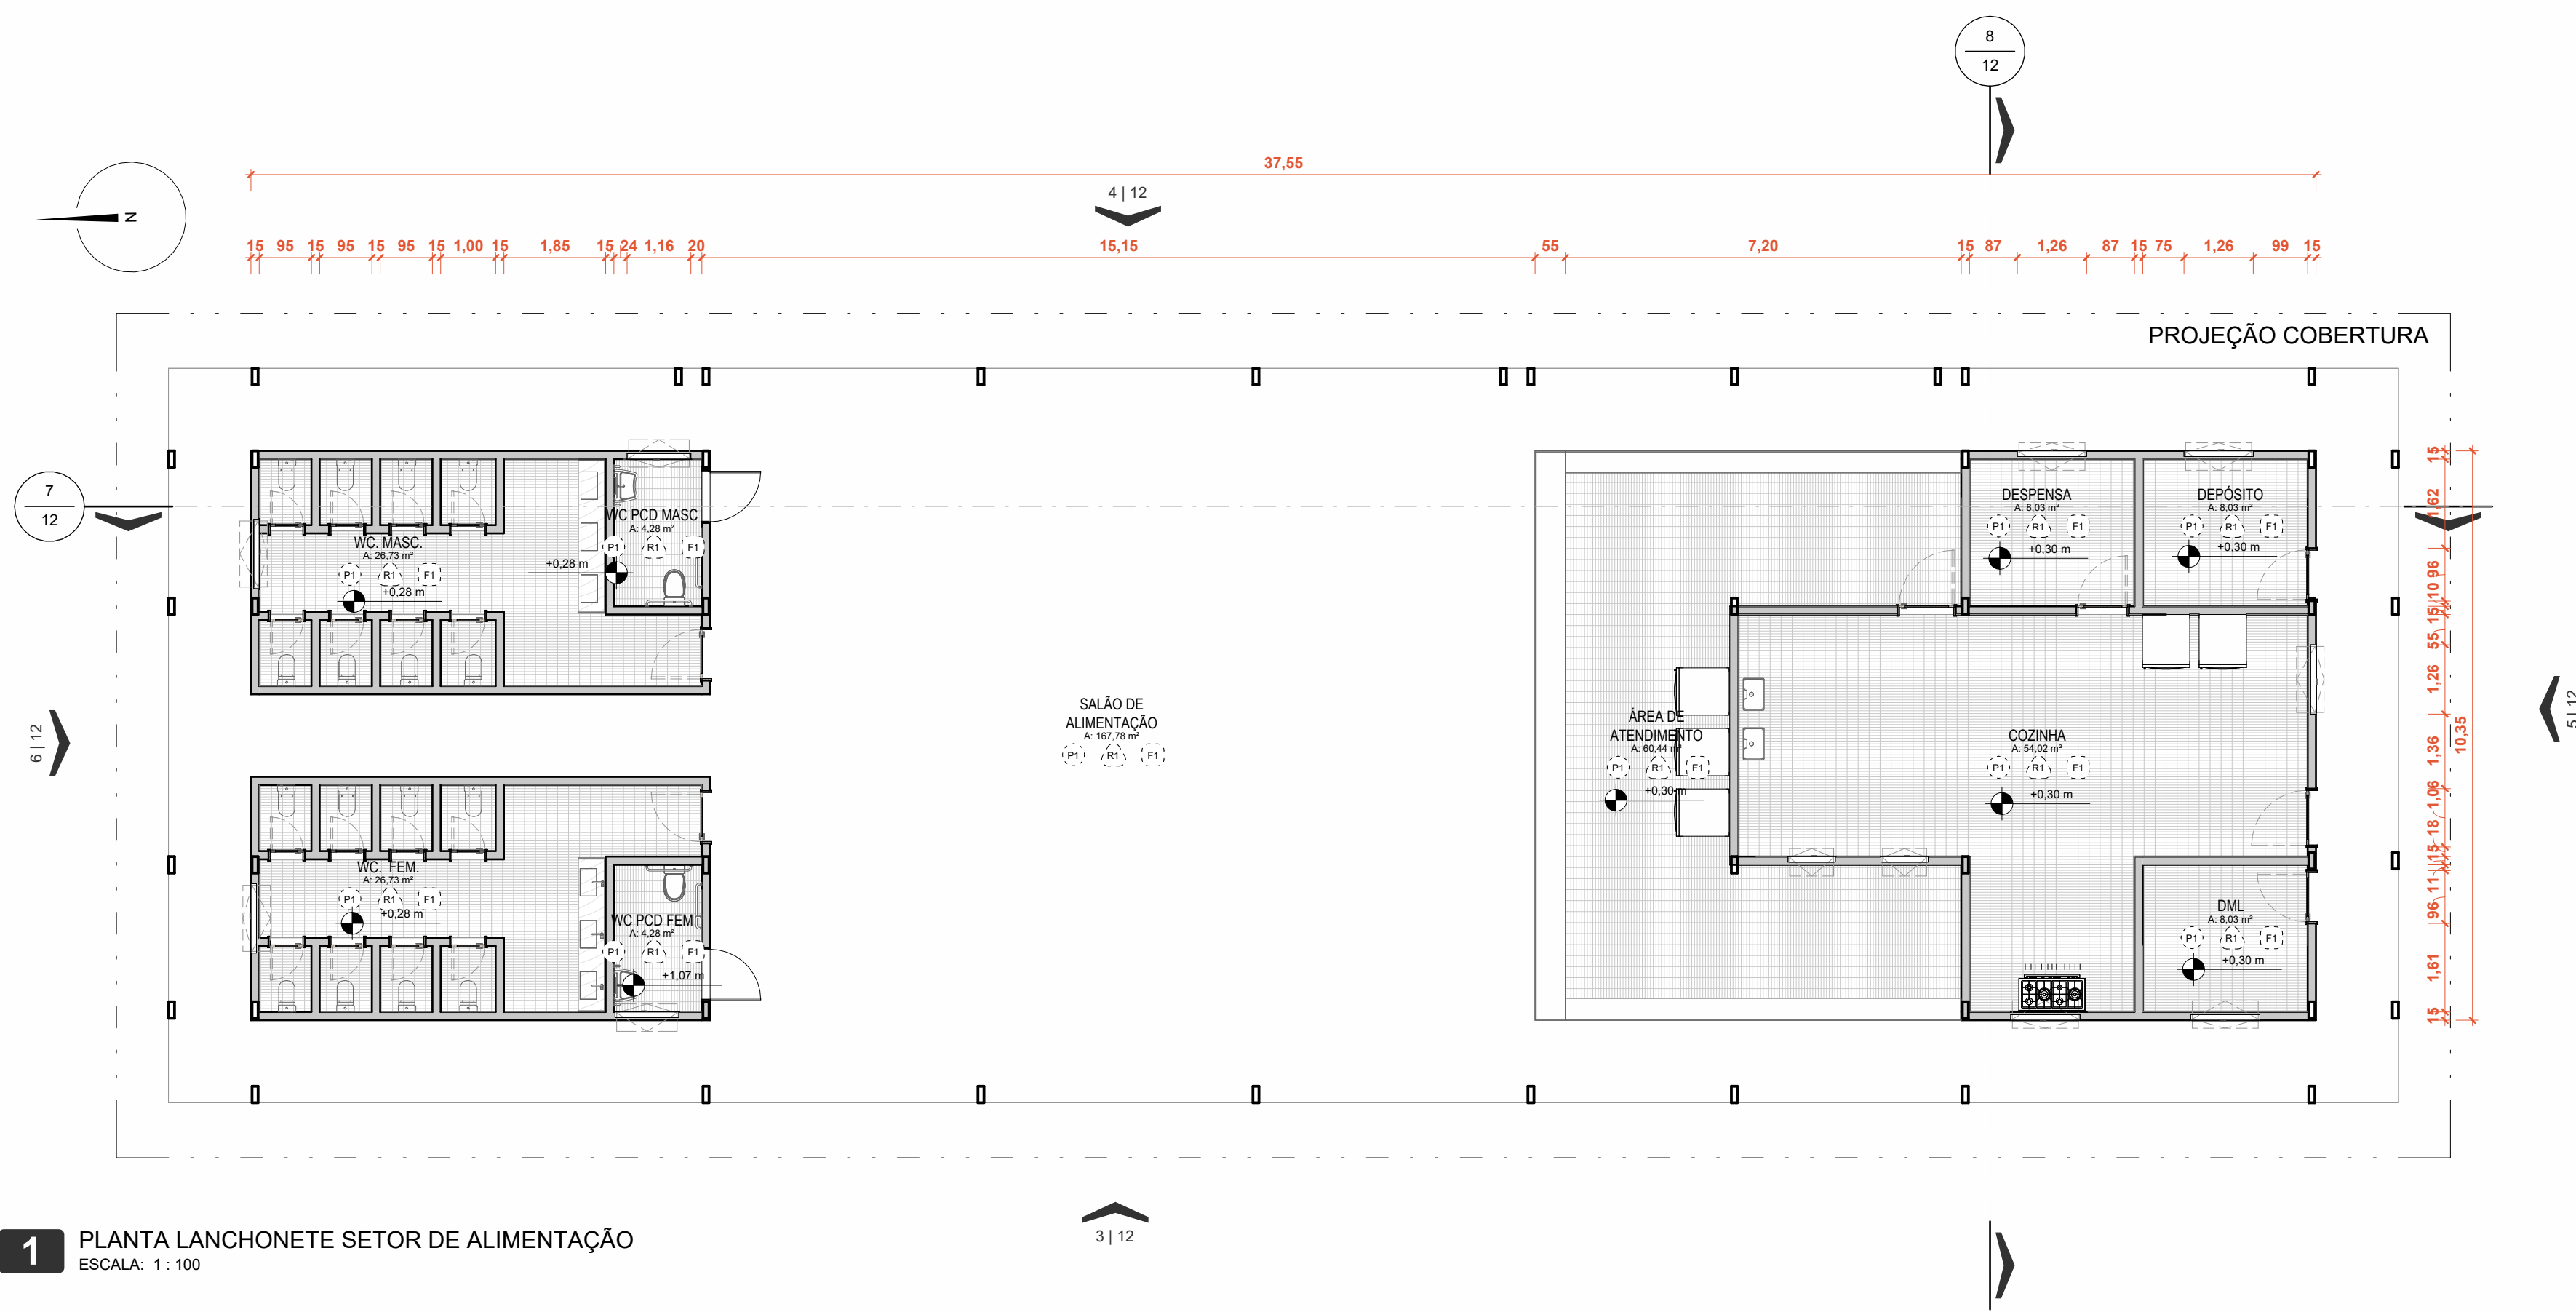 8
12
37,55
4 | 12
N
15 95 15 95 15 95 15 1,00 15 1,85 15 24 1,16 20 15,15 55 7,20 15 87 1,26 87 15 75 1,26 99 15
PROJEÇÃO COBERTURA
7
12
WC. MASC.
A: 26,73 m²
P1 R1 F1
+0,28 m
WC PCD MASC
A: 4,28 m²
P1 R1 F1
+0,28 m
DESPENSA
A: 8,03 m²
P1 R1 F1
+0,30 m
DEPÓSITO
A: 8,03 m²
P1 R1 F1
+0,30 m
SALÃO DE
ALIMENTAÇÃO
A: 167,78 m²
P1 R1 F1
ÁREA DE
ATENDIMENTO
A: 60,44 m²
P1 R1 F1
+0,30 m
COZINHA
A: 54,02 m²
P1 R1 F1
+0,30 m
WC. FEM.
A: 26,73 m²
P1 R1 F1
+0,28 m
WC PCD FEM
A: 4,28 m²
P1 R1 F1
+1,07 m
DML
A: 8,03 m²
P1 R1 F1
+0,30 m
15 1,61 96 11 15 18 1,06 1,36 1,26 55 15 10 96 1,62 15
10,35
6 | 12
5 | 12
3 | 12
1
PLANTA LANCHONETE SETOR DE ALIMENTAÇÃO
ESCALA: 1 : 100